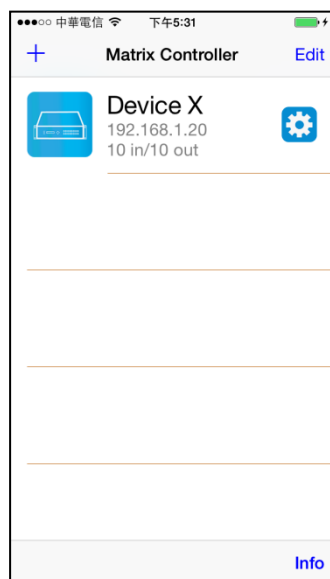 中華電信 下午5:31
+ Matrix Controller Edit
Device X
192.168.1.20
10 in/10 out
Info